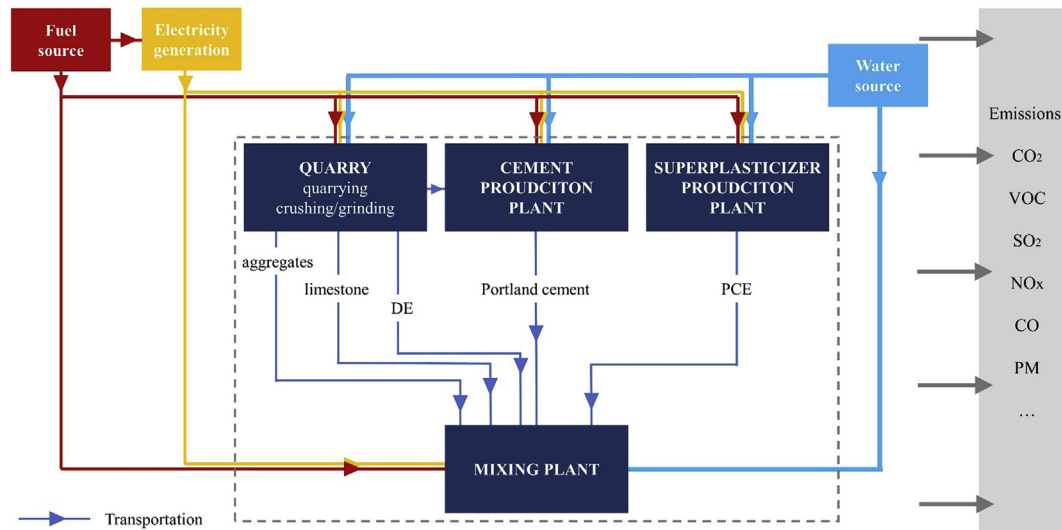 Fuel
source
Electricity
generation
Water
source
QUARRY
quarrying
crushing/grinding
CEMENT
PROUDCITON
PLANT
SUPERPLASTICIZER
PROUDCITON
PLANT
aggregates
limestone
DE
Portland cement
PCE
MIXING PLANT
Transportation
Emissions
CO₂
VOC
SO₂
NOx
CO
PM
...